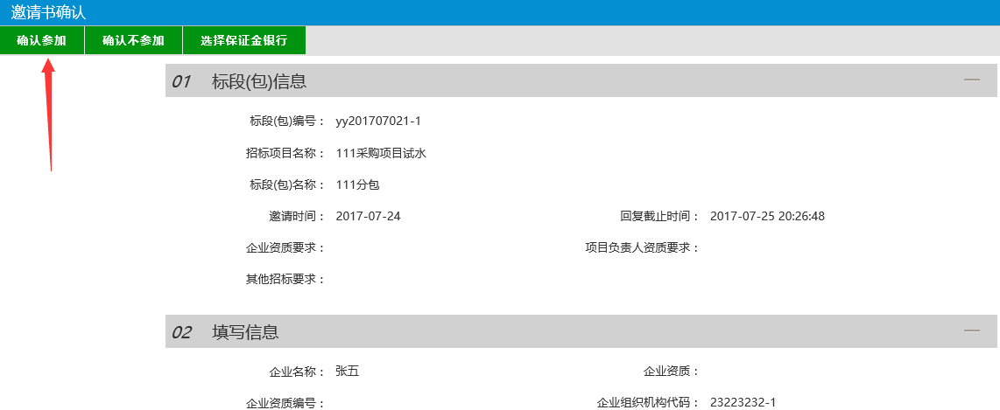 邀请书确认
确认参加 确认不参加 选择保证金银行
01 标段(包)信息
标段(包)编号： yy201707021-1
招标项目名称： 111采购项目试水
标段(包)名称： 111分包
邀请时间： 2017-07-24 回复截止时间： 2017-07-25 20:26:48
企业资质要求： 项目负责人资质要求：
其他招标要求：
02 填写信息
企业名称： 张五 企业资质：
企业资质编号： 企业组织机构代码： 23223232-1